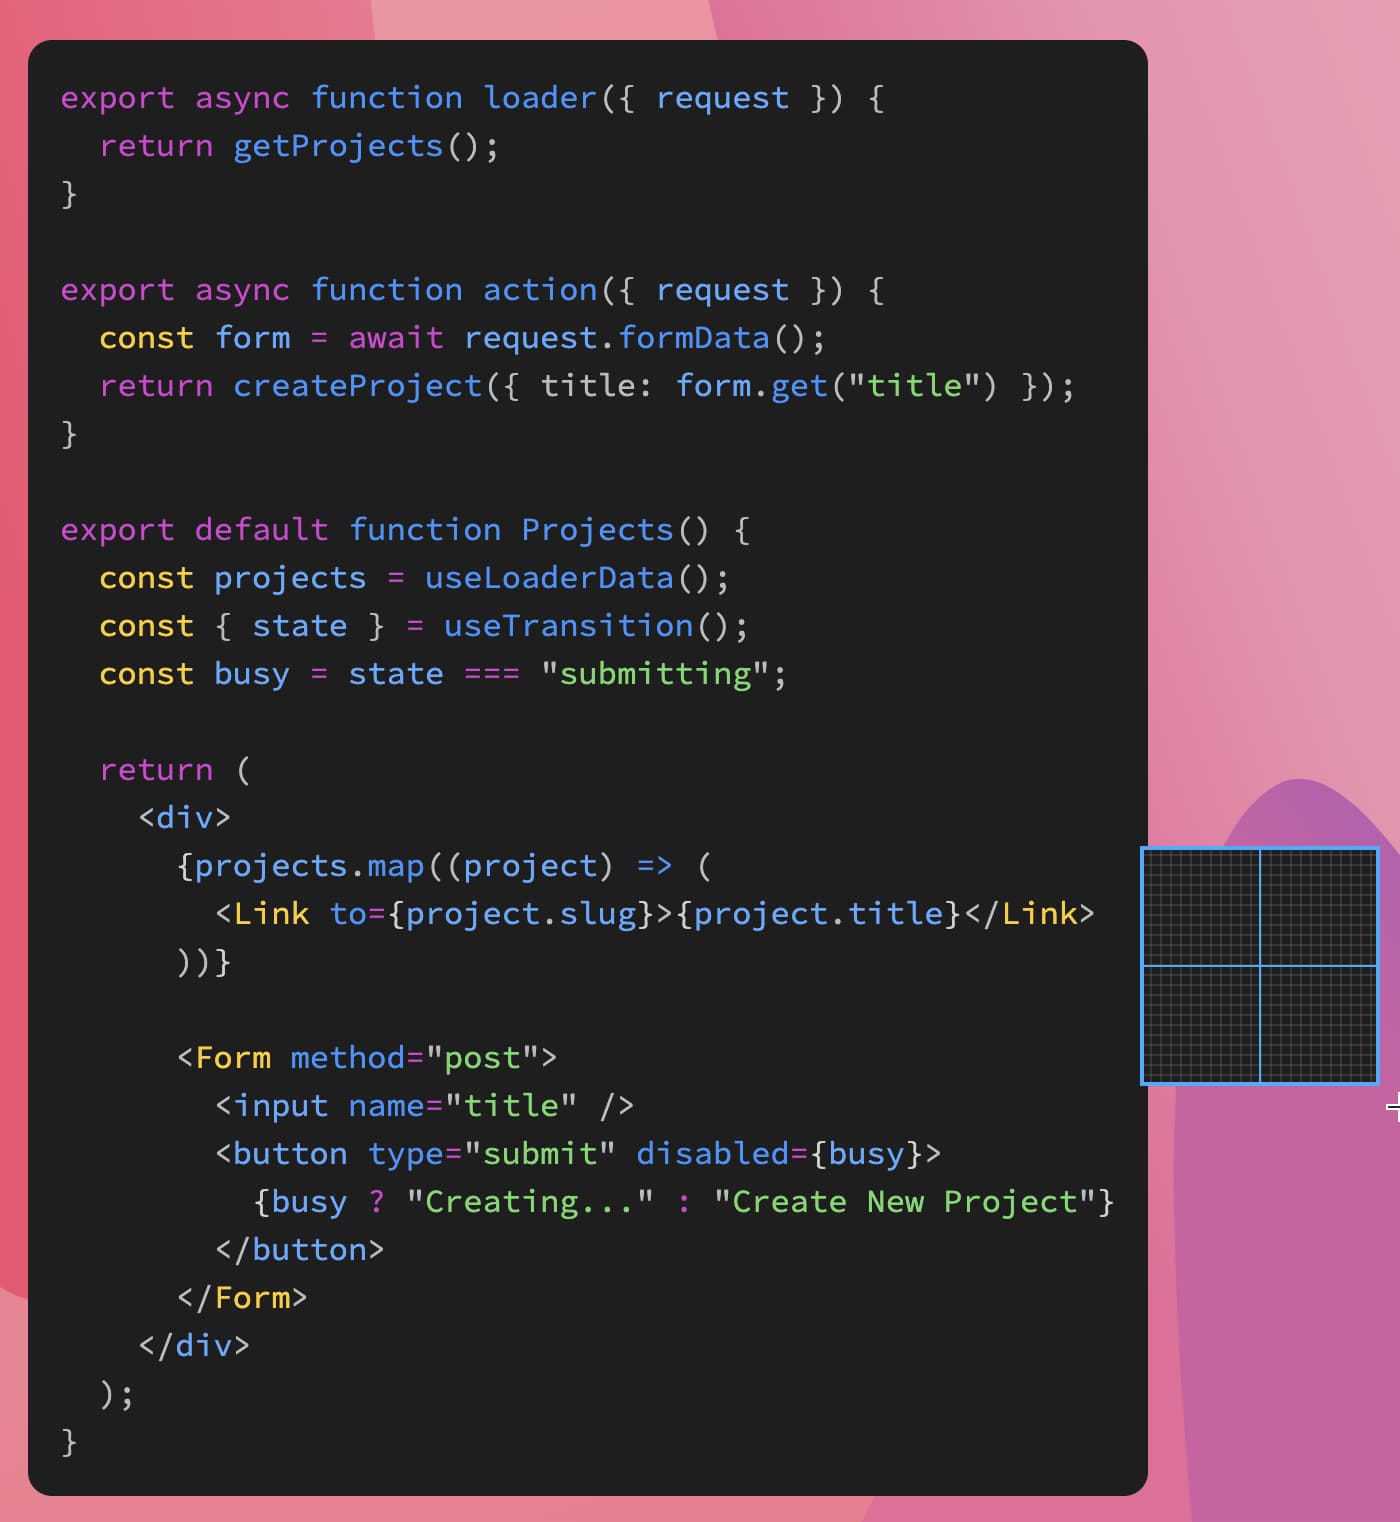 export async function loader({ request }) {
  return getProjects();
}

export async function action({ request }) {
  const form = await request.formData();
  return createProject({ title: form.get("title") });
}

export default function Projects() {
  const projects = useLoaderData();
  const { state } = useTransition();
  const busy = state === "submitting";

  return (
    <div>
      {projects.map((project) => (
        <Link to={project.slug}>{project.title}</Link>
      ))}

      <Form method="post">
        <input name="title" />
        <button type="submit" disabled={busy}>
          {busy ? "Creating..." : "Create New Project"}
        </button>
      </Form>
    </div>
  );
}